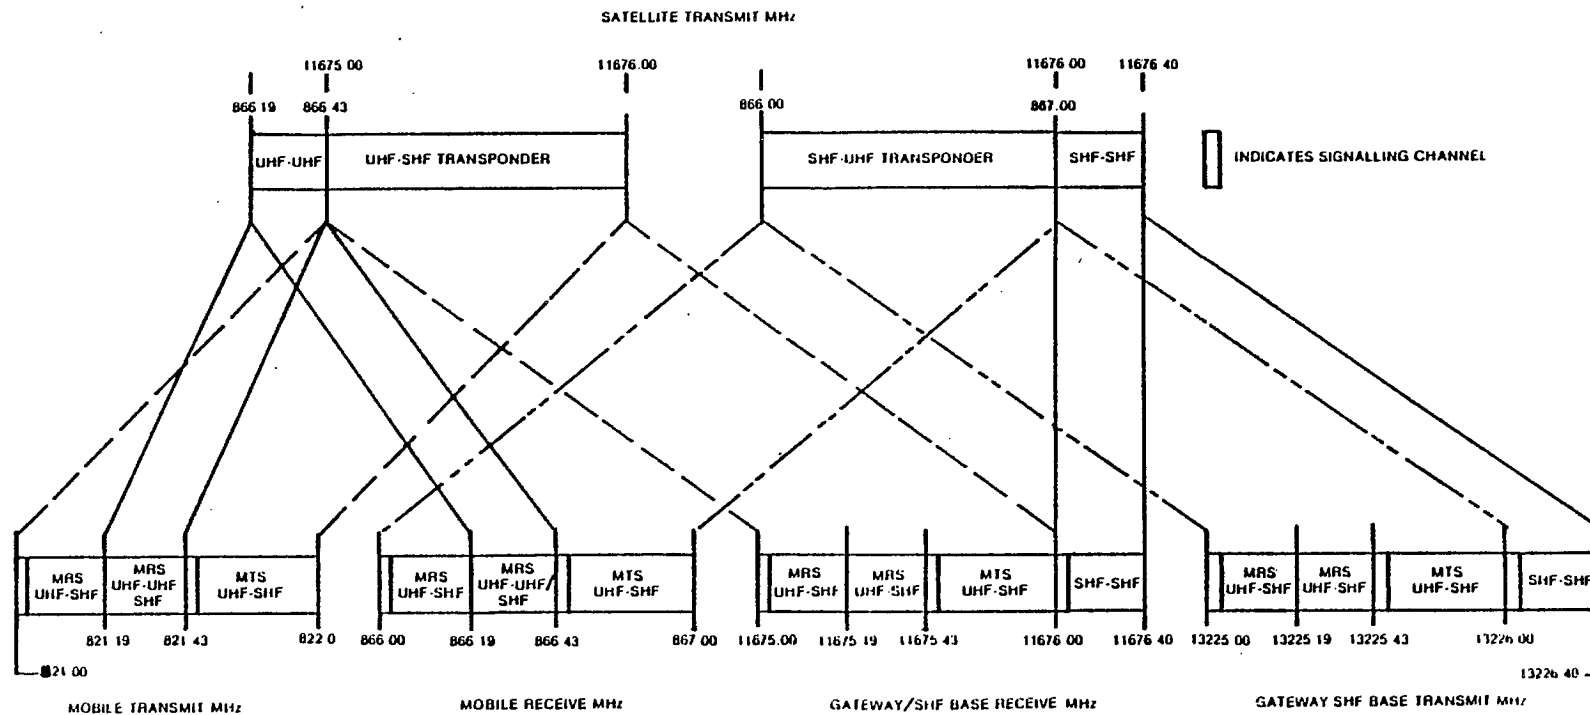 SATELLITE TRANSMIT MHz
11675 00
11676.00
11676 00
11676 40
866 19
866 43
866 00
867.00
UHF-UHF
UHF-SHF TRANSPONDER
SHF-UHF TRANSPONDER
SHF-SHF
INDICATES SIGNALLING CHANNEL
MRS
UHF-SHF
MRS
UHF-UHF
SHF
MTS
UHF-SHF
MRS
UHF-SHF
MRS
UHF-UHF/
SHF
MTS
UHF-SHF
MRS
UHF-SHF
MRS
UHF-SHF
MTS
UHF-SHF
SHF-SHF
MRS
UHF-SHF
MRS
UHF-SHF
MTS
UHF-SHF
SHF-SHF
821 19
821 43
822 0
866 00
866 19
866 43
867 00
11675.00
11675 19
11675 43
11676 00
11676 40
13225 00
13225 19
13225 43
13226 00
821 00
13226 40
MOBILE TRANSMIT MHz
MOBILE RECEIVE MHz
GATEWAY/SHF BASE RECEIVE MHz
GATEWAY SHF BASE TRANSMIT MHz